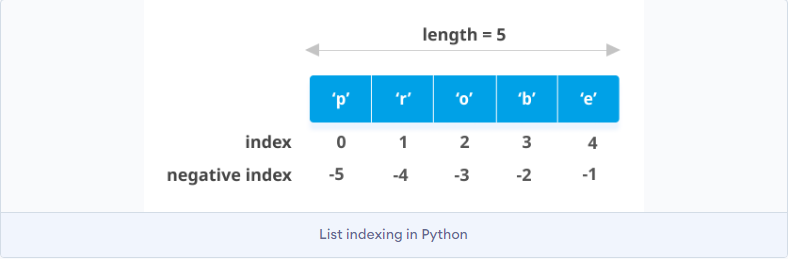 length = 5
‘p’ ‘r’ ‘o’ ‘b’ ‘e’
index 0 1 2 3 4
negative index -5 -4 -3 -2 -1
List indexing in Python